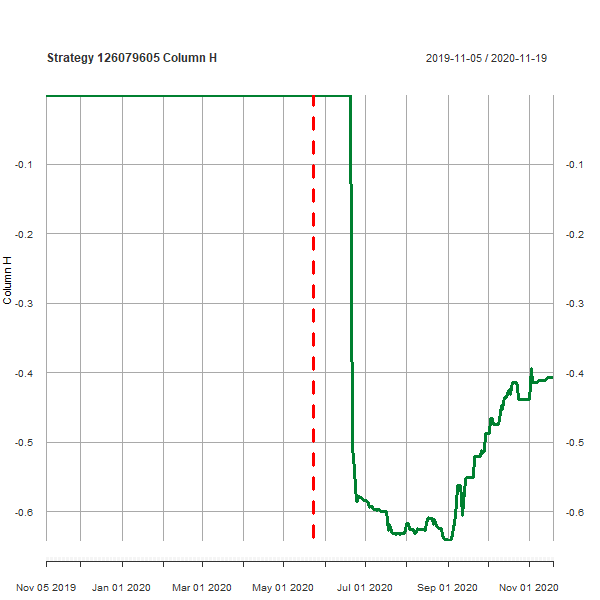 Strategy 126079605 Column H
2019-11-05 / 2020-11-19
-0.1 -0.1
-0.2 -0.2
-0.3 -0.3
-0.4 -0.4
-0.5 -0.5
-0.6 -0.6
Column H
Nov 05 2019 Jan 01 2020 Mar 01 2020 May 01 2020 Jul 01 2020 Sep 01 2020 Nov 01 2020